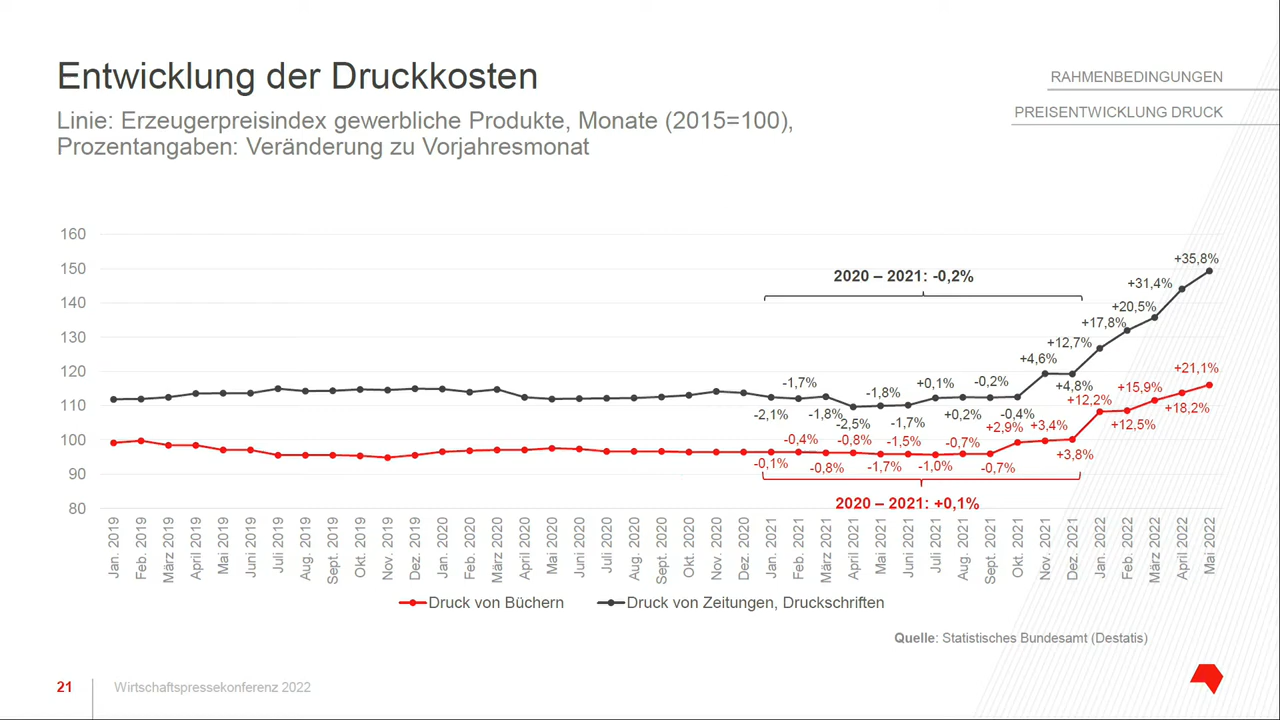 Entwicklung der Druckkosten
Linie: Erzeugerpreisindex gewerbliche Produkte, Monate (2015=100),
Prozentangaben: Veränderung zu Vorjahresmonat
RAHMENBEDINGUNGEN
PREISENTWICKLUNG DRUCK
160
150
140
130
120
110
100
90
80
2020 – 2021: -0,2%
-2,1%
-1,7%
-1,8%
-2,5%
-1,8%
-1,7%
+0,1%
+0,2%
-0,2%
-0,4%
+4,6%
+4,8%
+12,7%
+17,8%
+20,5%
+31,4%
+35,8%
-0,1%
-0,4%
-0,8%
-0,8%
-1,7%
-1,5%
-1,0%
-0,7%
-0,7%
+2,9%
+3,4%
+3,8%
+12,2%
+12,5%
+15,9%
+18,2%
+21,1%
2020 – 2021: +0,1%
Jan. 2019
Feb. 2019
März 2019
April 2019
Mai 2019
Juni 2019
Juli 2019
Aug. 2019
Sept. 2019
Okt. 2019
Nov. 2019
Dez. 2019
Jan. 2020
Feb. 2020
März 2020
April 2020
Mai 2020
Juni 2020
Juli 2020
Aug. 2020
Sept. 2020
Okt. 2020
Nov. 2020
Dez. 2020
Jan. 2021
Feb. 2021
März 2021
April 2021
Mai 2021
Juni 2021
Juli 2021
Aug. 2021
Sept. 2021
Okt. 2021
Nov. 2021
Dez. 2021
Jan. 2022
Feb. 2022
März 2022
April 2022
Mai 2022
Druck von Büchern
Druck von Zeitungen, Druckschriften
Quelle: Statistisches Bundesamt (Destatis)
21
Wirtschaftspressekonferenz 2022